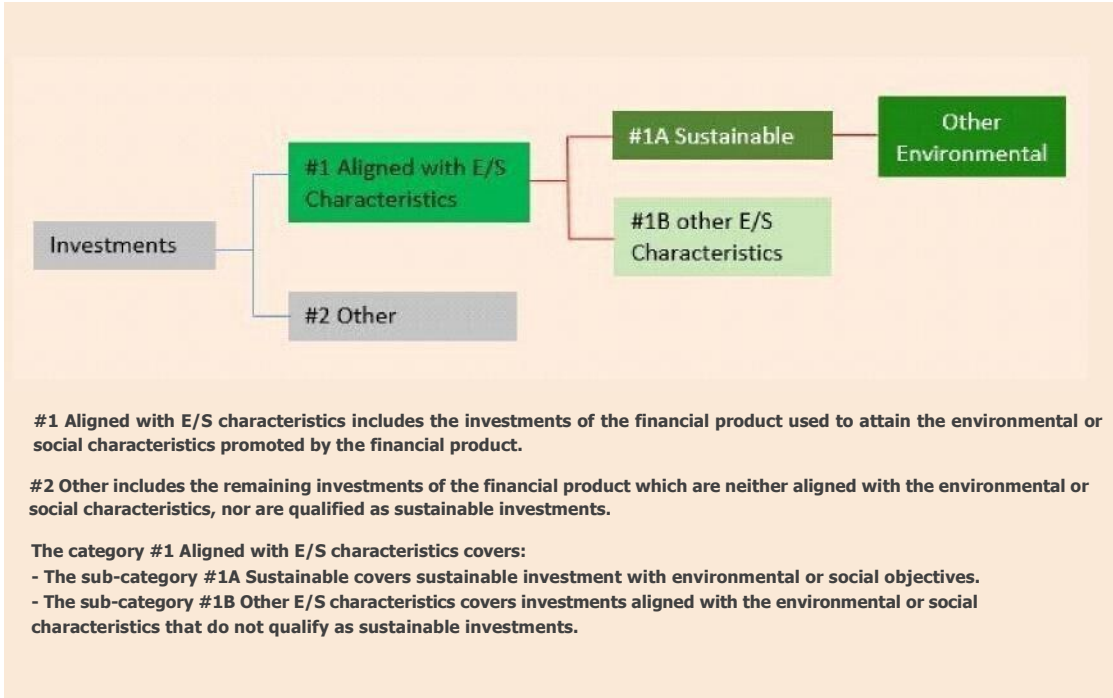 Other
Environmental
#1A Sustainable
#1 Aligned with E/S
Characteristics
#1B other E/S
Characteristics
Investments
#2 Other
#1 Aligned with E/S characteristics includes the investments of the financial product used to attain the environmental or
social characteristics promoted by the financial product.
#2 Other includes the remaining investments of the financial product which are neither aligned with the environmental or
social characteristics, nor are qualified as sustainable investments.
The category #1 Aligned with E/S characteristics covers:
- The sub-category #1A Sustainable covers sustainable investment with environmental or social objectives.
- The sub-category #1B Other E/S characteristics covers investments aligned with the environmental or social
characteristics that do not qualify as sustainable investments.